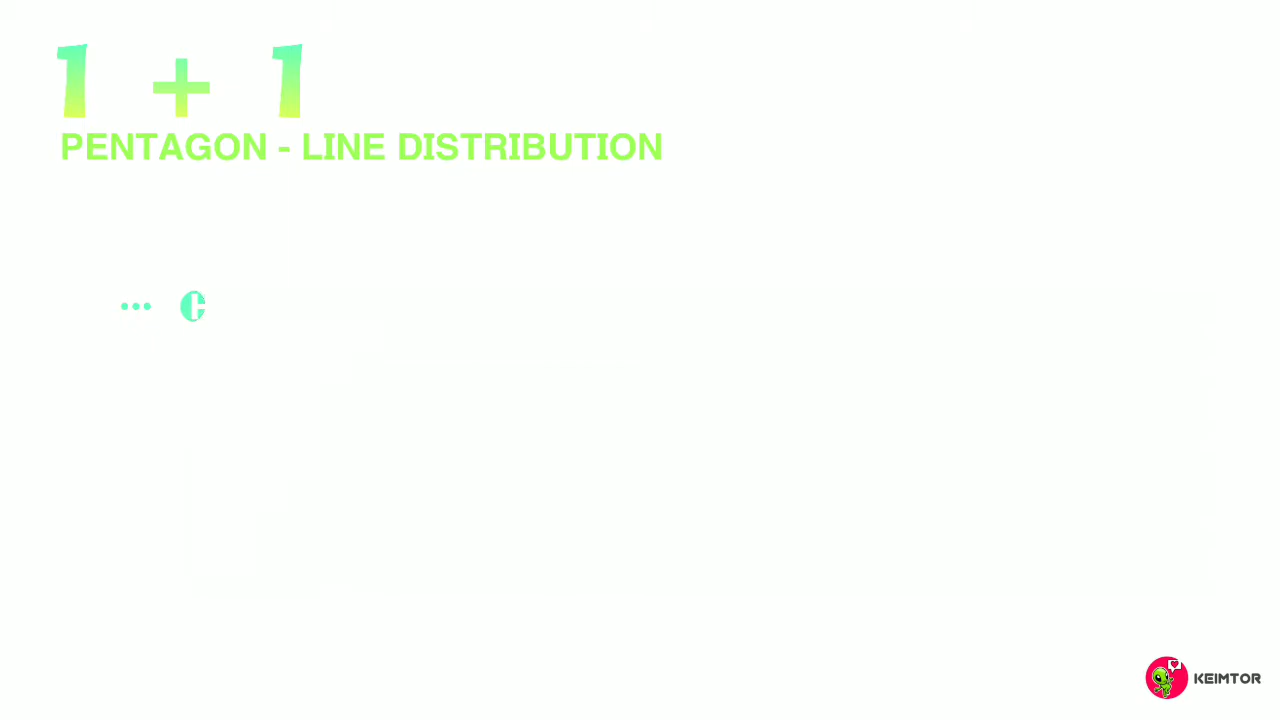 1 + 1
PENTAGON - LINE DISTRIBUTION
... C
KEIMTOR